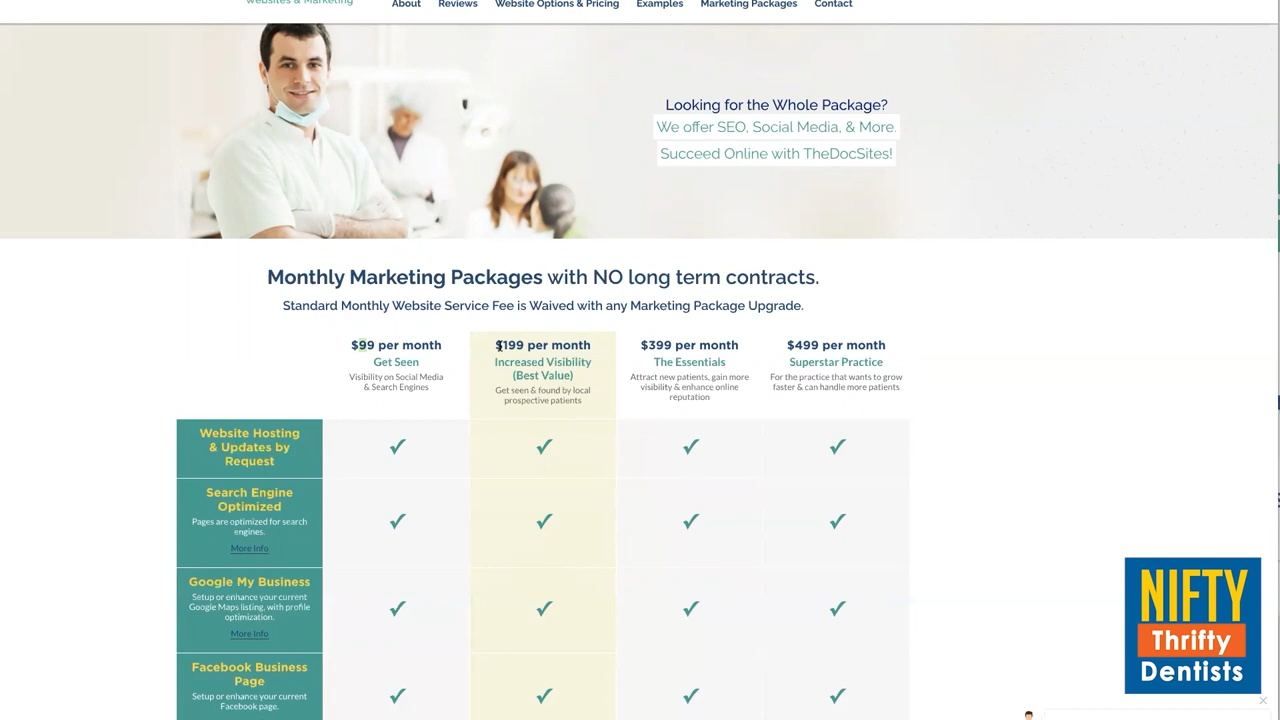 Websites & Marketing
About Reviews Website Options & Pricing Examples Marketing Packages Contact
Looking for the Whole Package?
We offer SEO, Social Media, & More.
Succeed Online with TheDocSites!
Monthly Marketing Packages with NO long term contracts.
Standard Monthly Website Service Fee is Waived with any Marketing Package Upgrade.
$99 per month
Get Seen
Visibility on Social Media
& Search Engines
$199 per month
Increased Visibility
(Best Value)
Get seen & found by local
prospective patients
$399 per month
The Essentials
Attract new patients, gain more
visibility & enhance online
reputation
$499 per month
Superstar Practice
For the practice that wants to grow
faster & can handle more patients
Website Hosting
& Updates by
Request
Search Engine
Optimized
Pages are optimized for search
engines.
More Info
Google My Business
Setup or enhance your current
Google Maps listing, with profile
optimization.
More Info
Facebook Business
Page
Setup or enhance your current
Facebook page.
NIFTY
Thrifty
Dentists